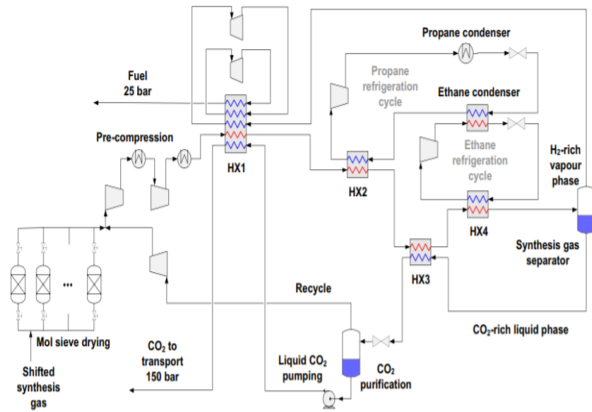 Propane condenser
Fuel
25 bar
Propane
refrigeration
cycle
Ethane condenser
Pre-compression
HX1
HX2
Ethane
refrigeration
cycle
H2-rich
vapour
phase
HX4
Synthesis gas
separator
HX3
Recycle
CO2-rich liquid phase
...
Mol sieve drying
CO2 to
transport
150 bar
Liquid CO2
pumping
CO2
purification
Shifted
synthesis
gas